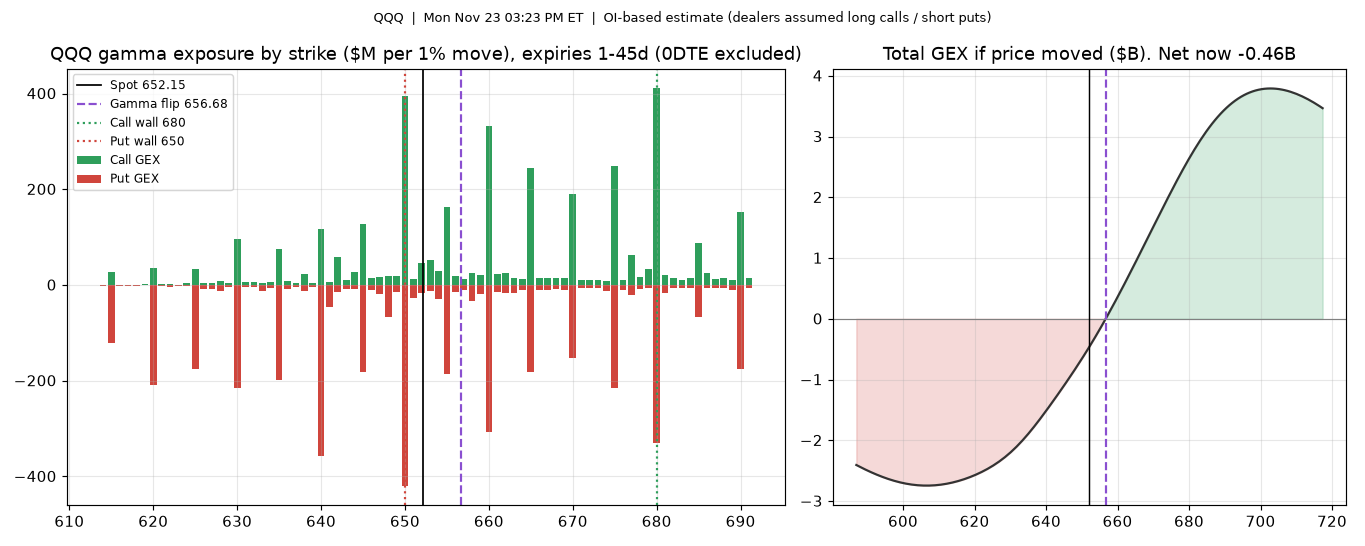 QQQ | Mon Nov 23 03:23 PM ET | OI-based estimate (dealers assumed long calls / short puts)
QQQ gamma exposure by strike ($M per 1% move), expiries 1-45d (0DTE excluded)
Spot 652.15
Gamma flip 656.68
Call wall 680
Put wall 650
Call GEX
Put GEX
400
200
0
−200
−400
610 620 630 640 650 660 670 680 690
Total GEX if price moved ($B). Net now -0.46B
4
3
2
1
0
−1
−2
−3
600 620 640 660 680 700 720